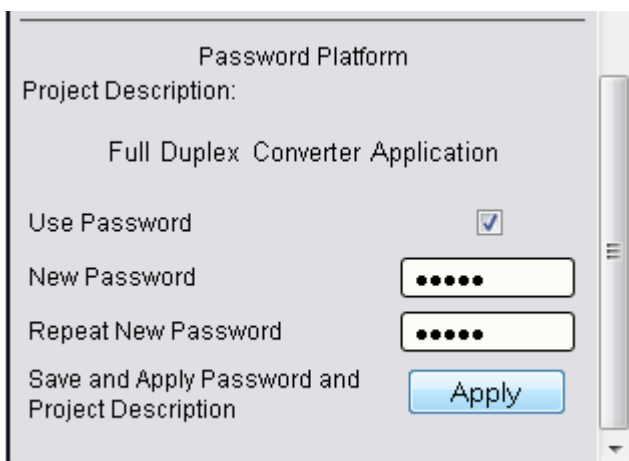 Password Platform
Project Description:
Full Duplex Converter Application
Use Password
New Password •••••
Repeat New Password •••••
Save and Apply Password and
Project Description
Apply